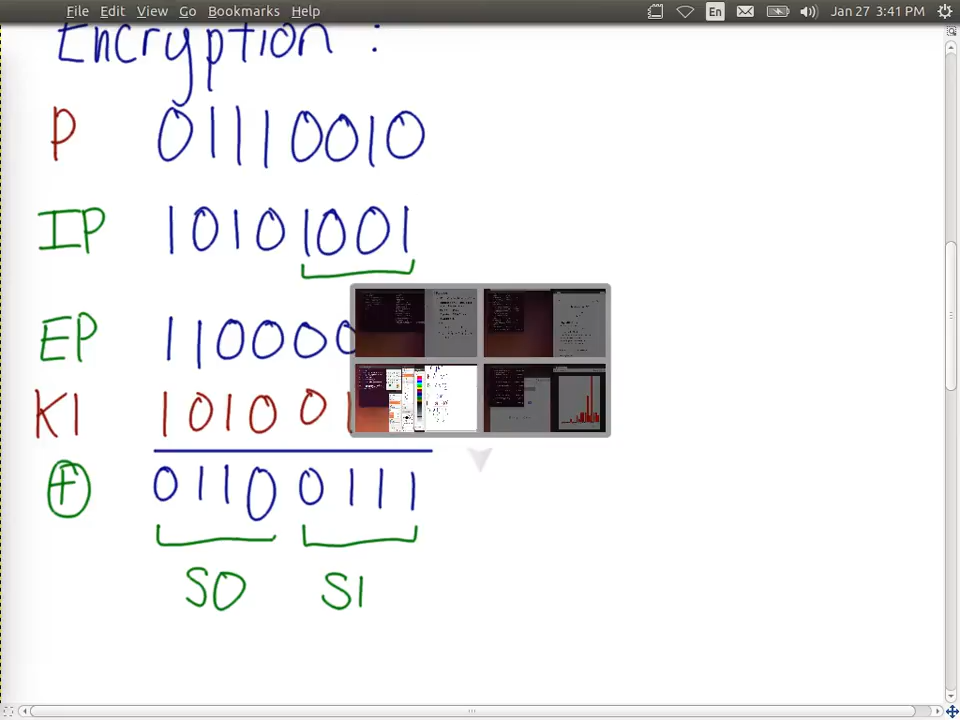 File Edit View Go Bookmarks Help En Jan 27 3:41 PM
Encryption :
P 01110010
IP 10101001
EP 110000
K1 101001
⊕ 01100111
S0 S1